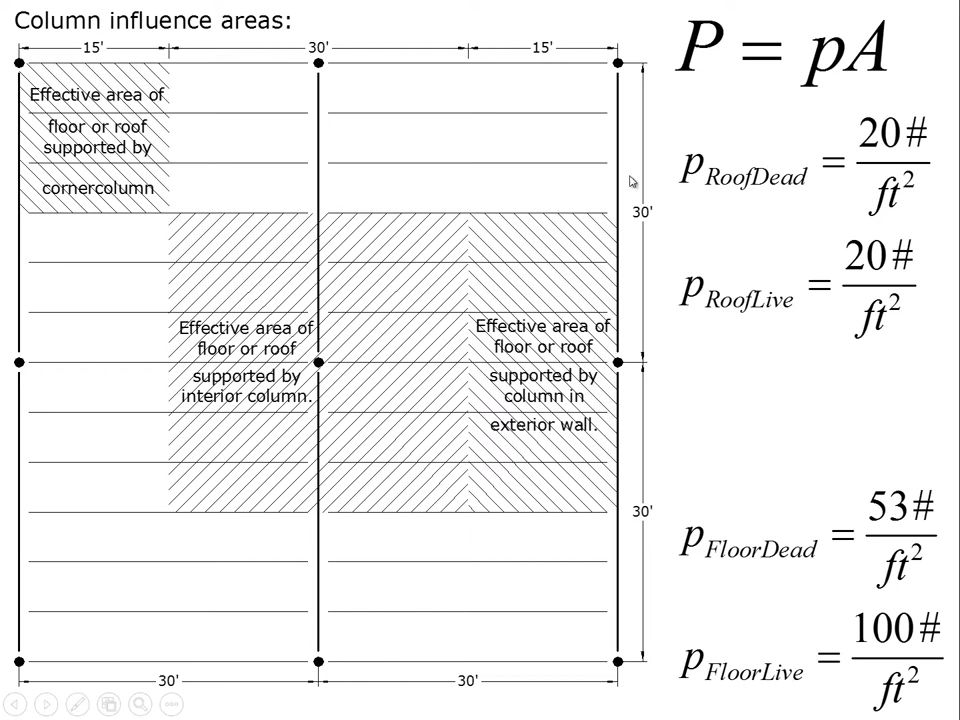 Column influence areas:
15' 30' 15'
Effective area of
floor or roof
supported by
cornercolumn
30'
Effective area of
floor or roof
supported by
interior column.
Effective area of
floor or roof
supported by
column in
exterior wall.
30'
30' 30'
P = pA
p_RoofDead = 20# / ft²
p_RoofLive = 20# / ft²
p_FloorDead = 53# / ft²
p_FloorLive = 100# / ft²